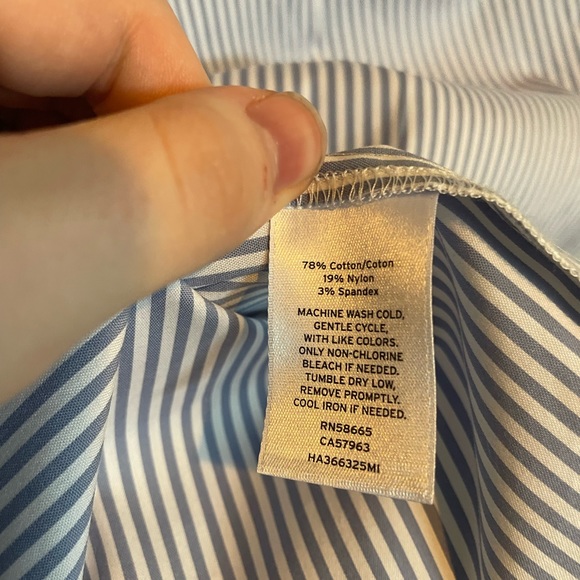 78% Cotton/Coton
19% Nylon
3% Spandex
MACHINE WASH COLD,
GENTLE CYCLE,
WITH LIKE COLORS.
ONLY NON-CHLORINE
BLEACH IF NEEDED.
TUMBLE DRY LOW,
REMOVE PROMPTLY.
COOL IRON IF NEEDED.
RN58665
CA57963
HA366325MI